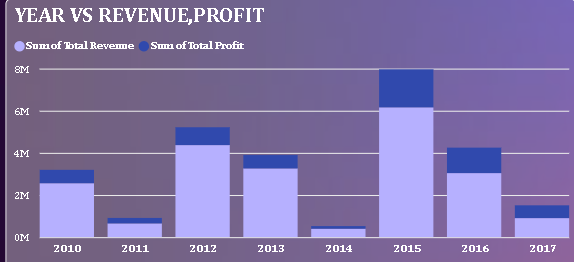 YEAR VS REVENUE,PROFIT
Sum of Total Revenue Sum of Total Profit
8M
6M
4M
2M
0M
2010 2011 2012 2013 2014 2015 2016 2017